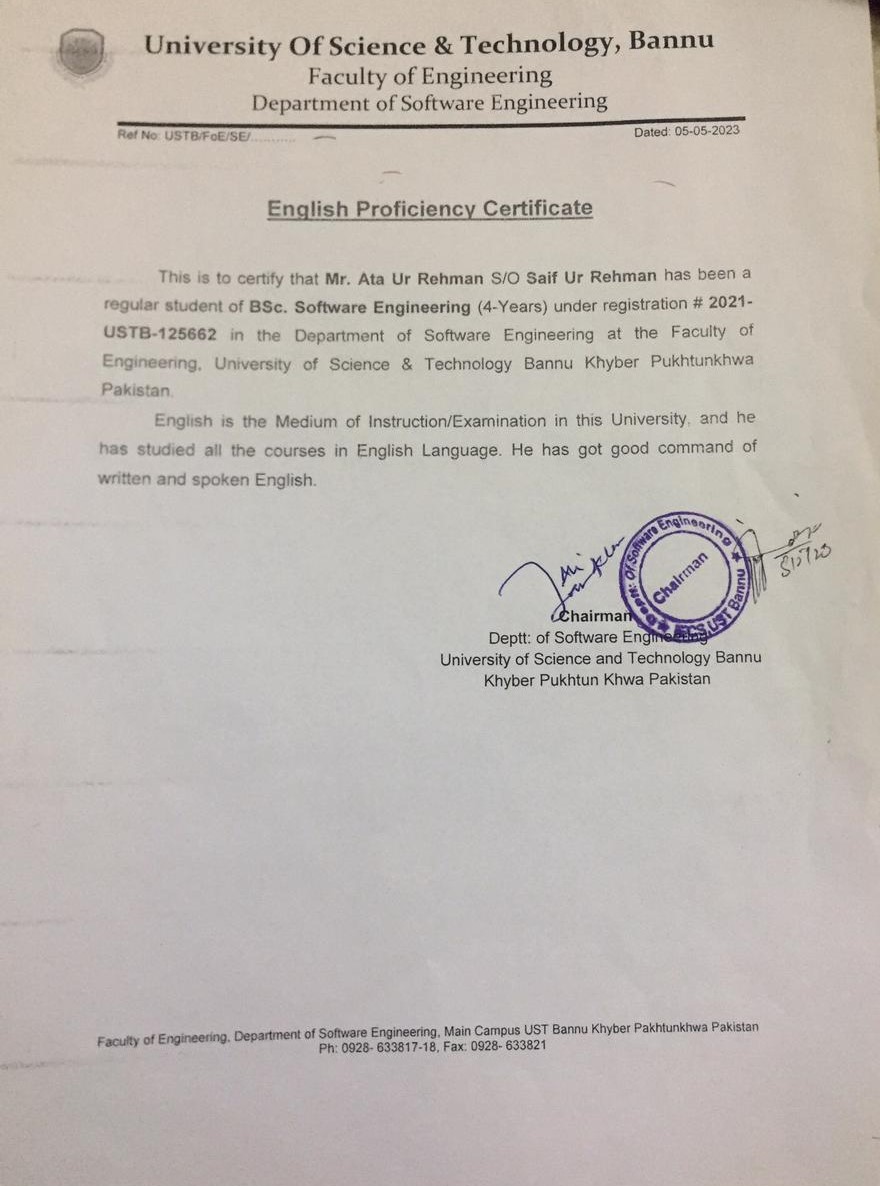 University Of Science & Technology, Bannu
Faculty of Engineering
Department of Software Engineering
Ref No: USTB/FoE/SE/...........
Dated: 05-05-2023
English Proficiency Certificate
This is to certify that Mr. Ata Ur Rehman S/O Saif Ur Rehman has been a
regular student of BSc. Software Engineering (4-Years) under registration # 2021-
USTB-125662 in the Department of Software Engineering at the Faculty of
Engineering, University of Science & Technology Bannu Khyber Pukhtunkhwa
Pakistan.
English is the Medium of Instruction/Examination in this University, and he
has studied all the courses in English Language. He has got good command of
written and spoken English.
Deptt: Of Software Engineering
Chairman
UST Bannu
Chairman
Deptt: of Software Engineering
University of Science and Technology Bannu
Khyber Pukhtun Khwa Pakistan
Faculty of Engineering, Department of Software Engineering, Main Campus UST Bannu Khyber Pakhtunkhwa Pakistan
Ph: 0928- 633817-18, Fax: 0928- 633821